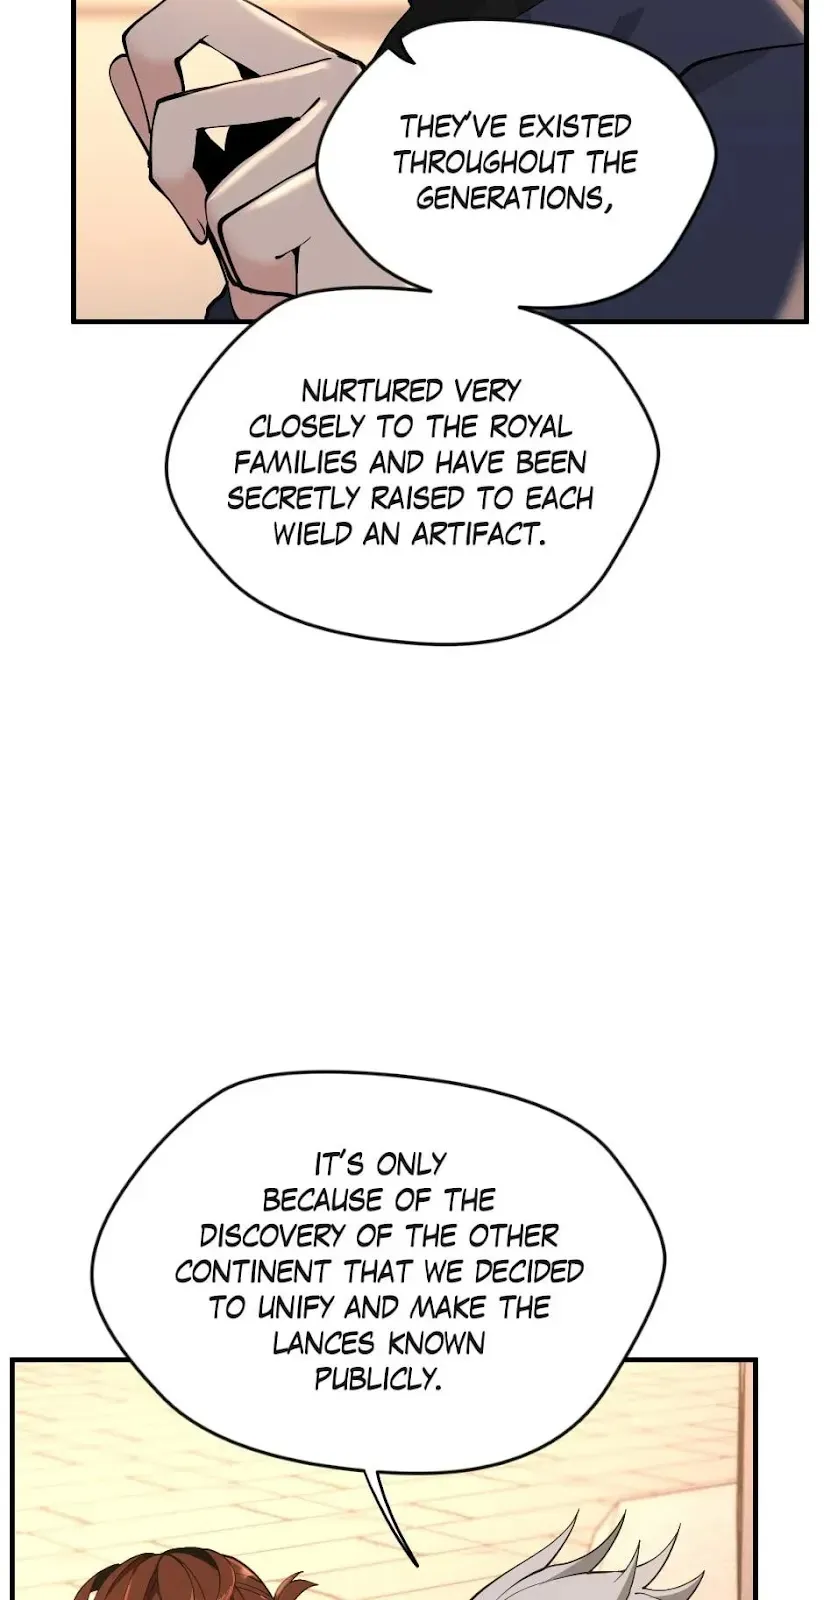 THEY'VE EXISTED
THROUGHOUT THE
GENERATIONS,
NURTURED VERY
CLOSELY TO THE ROYAL
FAMILIES AND HAVE BEEN
SECRETLY RAISED TO EACH
WIELD AN ARTIFACT.
IT'S ONLY
BECAUSE OF THE
DISCOVERY OF THE OTHER
CONTINENT THAT WE DECIDED
TO UNIFY AND MAKE THE
LANCES KNOWN
PUBLICLY.